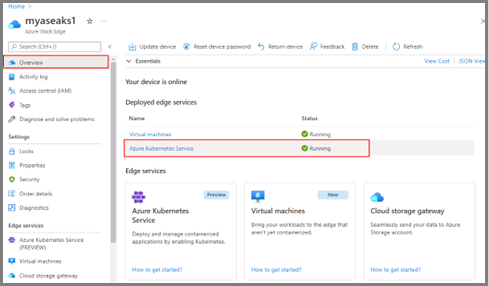 Home >
myaseaks1
Azure Stack Edge
Search (Ctrl+/)
Overview
Activity log
Access control (IAM)
Tags
Diagnose and solve problems
Settings
Locks
Properties
Security
Order details
Diagnostics
Edge services
Azure Kubernetes Service
(PREVIEW)
Virtual machines
Cloud storage gateway
Update device
Reset device password
Return device
Feedback
Delete
Refresh
Essentials
View Cost
JSON View
Your device is online
Deployed edge services
Name Status
Virtual machines Running
Azure Kubernetes Service Running
Edge services
Preview
Azure Kubernetes
Service
Deploy and manage containerized
applications by enabling Kubernetes.
How to get started?
New
Virtual machines
Bring your workloads to the edge that
aren't yet containerized.
How to get started?
Cloud storage gateway
Seamlessly send your data to Azure
Storage account.
How to get started?